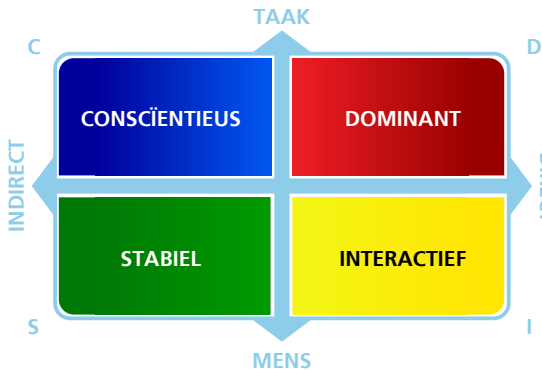 TAAK
C
D
CONSCÏENTIEUS
DOMINANT
INDIRECT
STABIEL
INTERACTIEF
S
I
MENS